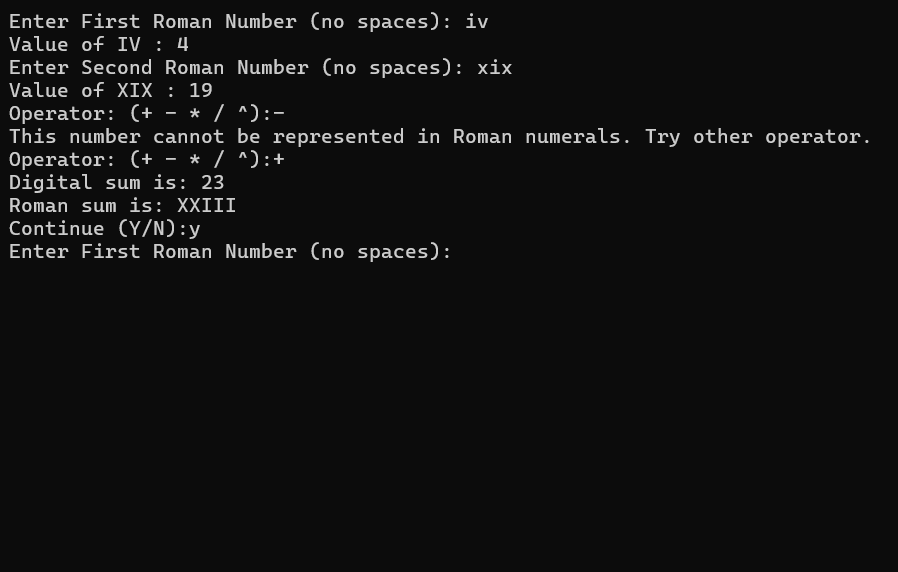 Enter First Roman Number (no spaces): iv
Value of IV : 4
Enter Second Roman Number (no spaces): xix
Value of XIX : 19
Operator: (+ - * / ^):-
This number cannot be represented in Roman numerals. Try other operator.
Operator: (+ - * / ^):+
Digital sum is: 23
Roman sum is: XXIII
Continue (Y/N):y
Enter First Roman Number (no spaces):